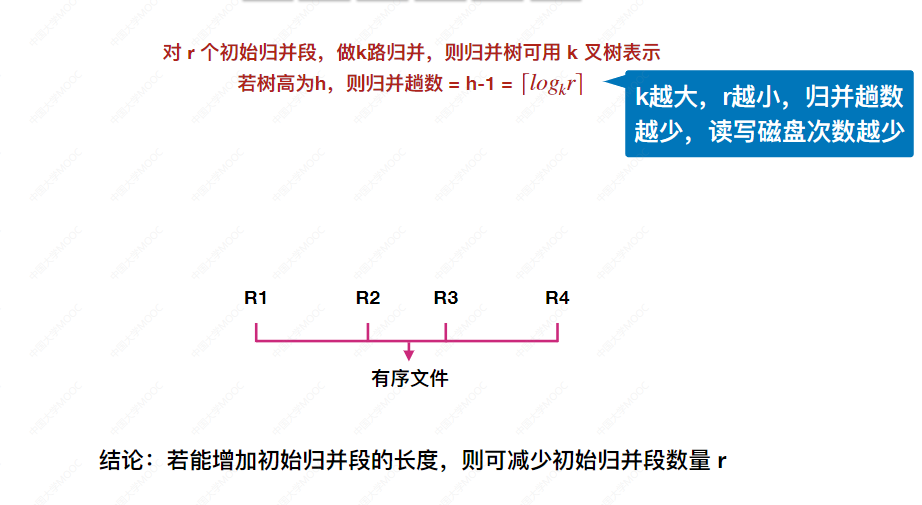 对 r 个初始归并段，做k路归并，则归并树可用 k 叉树表示
若树高为h，则归并趟数 = h-1 = ⌈logₖr⌉
k越大，r越小，归并趟数
越少，读写磁盘次数越少
R1 R2 R3 R4
有序文件
结论：若能增加初始归并段的长度，则可减少初始归并段数量 r